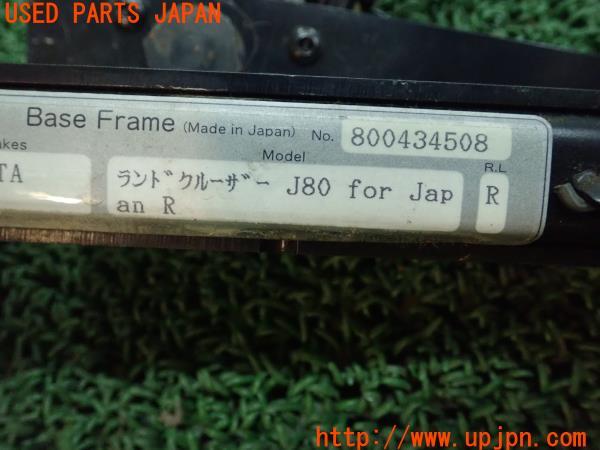 USED PARTS JAPAN
Base Frame (Made in Japan) No. 800434508
akes
Model
R.L
TA
ﾗﾝﾄﾞｸﾙｰｻﾞｰ J80 for Jap
an R
R
http://www.upjpn.com/